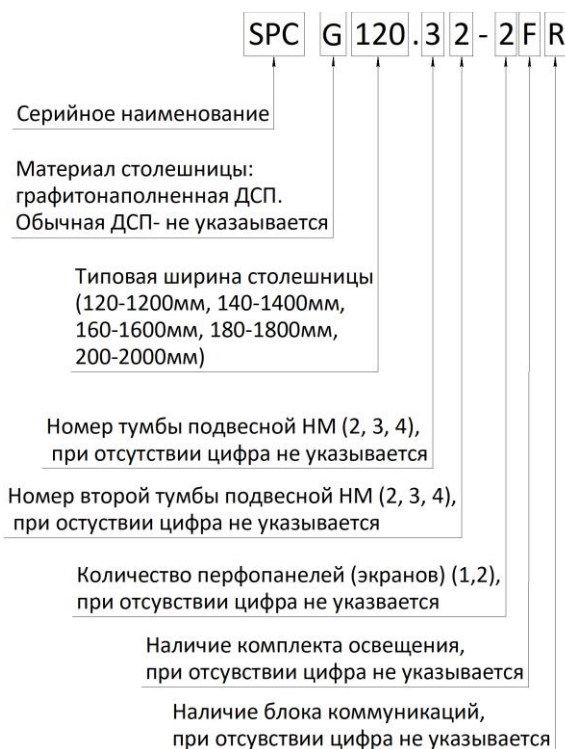 SPC G 120 . 3 2 - 2 F R
Серийное наименование
Материал столешницы:
графитонаполненная ДСП.
Обычная ДСП- не указаывается
Типовая ширина столешницы
(120-1200мм, 140-1400мм,
160-1600мм, 180-1800мм,
200-2000мм)
Номер тумбы подвесной НМ (2, 3, 4),
при отсутствии цифра не указывается
Номер второй тумбы подвесной НМ (2, 3, 4),
при остуствии цифра не указывается
Количество перфопанелей (экранов) (1,2),
при отсувствии цифра не указвается
Наличие комплекта освещения,
при отсувствии цифра не указывается
Наличие блока коммуникаций,
при отсувствии цифра не указывается